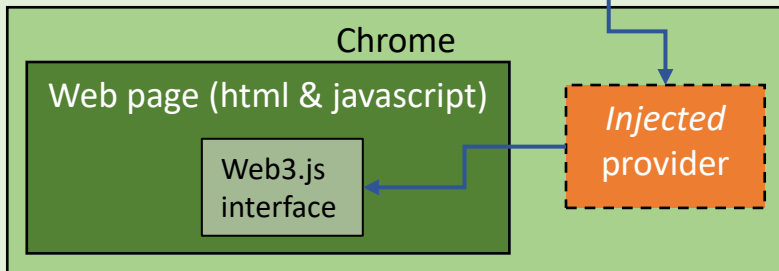 Chrome
Web page (html & javascript)
Injected
provider
Web3.js
interface